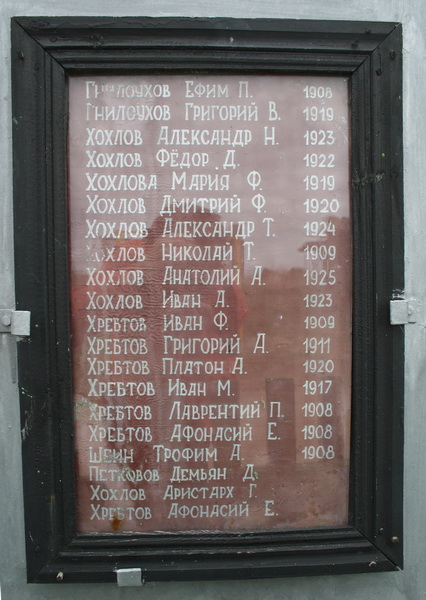 Гнилоухов Ефим П. 1908
Гнилоухов Григорий В. 1919
Хохлов Александр Н. 1923
Хохлов Фёдор Д. 1922
Хохлова Мария Ф. 1919
Хохлов Дмитрий Ф. 1920
Хохлов Александр Т. 1924
Хохлов Николай Т. 1909
Хохлов Анатолий А. 1925
Хохлов Иван А. 1923
Хребтов Иван Ф. 1909
Хребтов Григорий Д. 1911
Хребтов Платон А. 1920
Хребтов Иван М. 1917
Хребтов Лаврентий П. 1908
Хребтов Афонасий Е. 1908
Шеин Трофим А. 1908
Петковов Демьян Д.
Хохлов Аристарх Г.
Хребтов Афонасий Е.